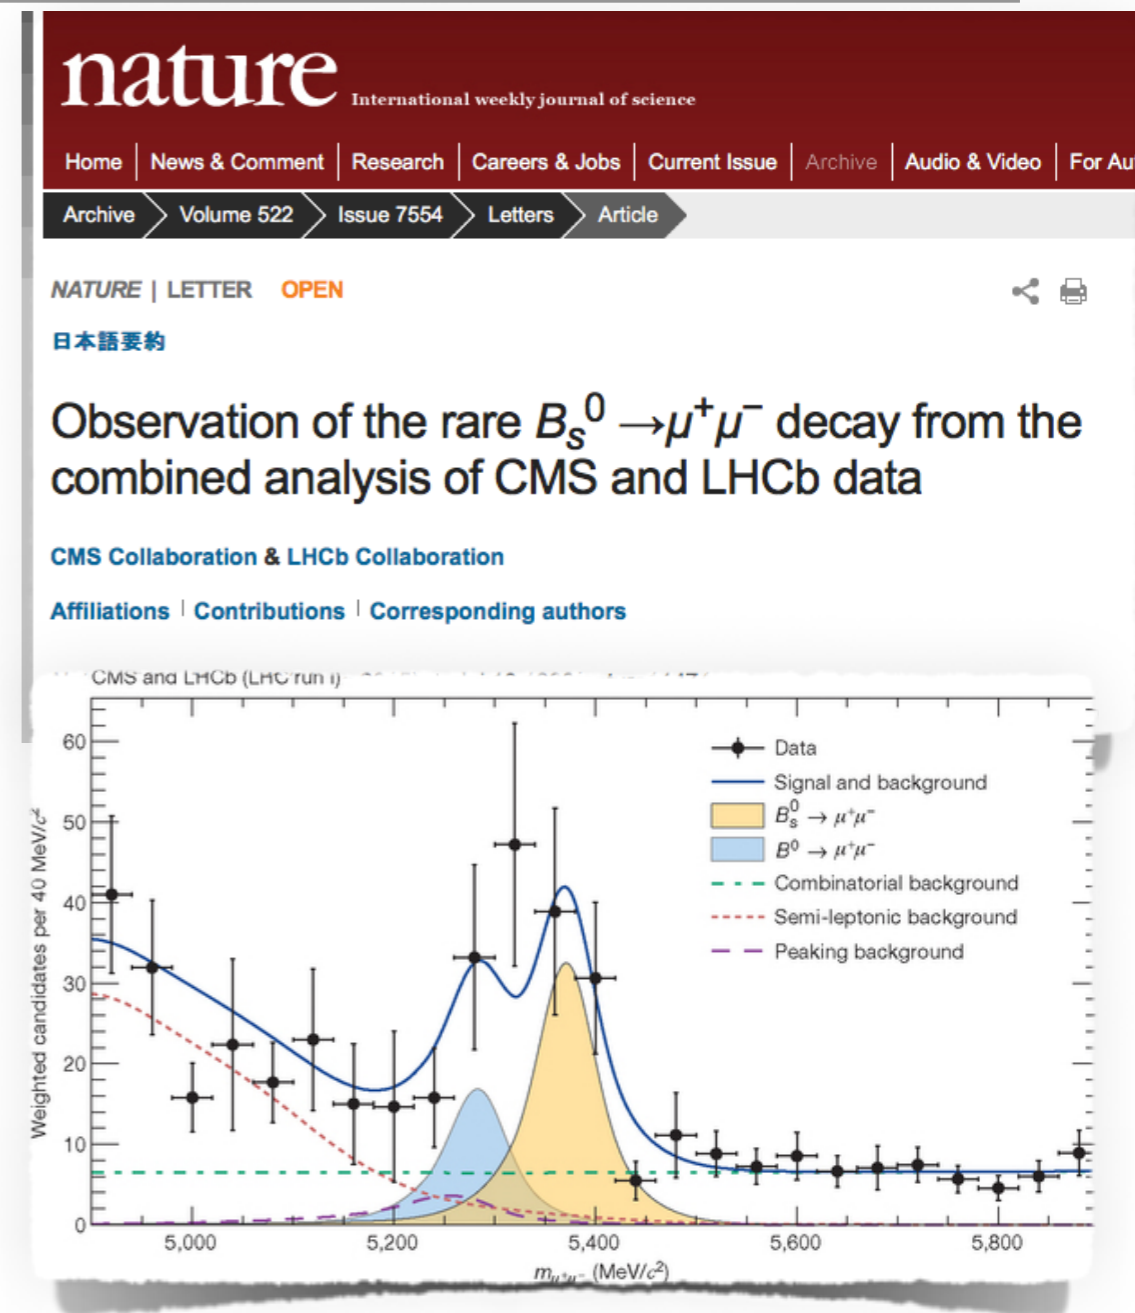 nature International weekly journal of science
Home News & Comment Research Careers & Jobs Current Issue Archive Audio & Video For Au
Archive Volume 522 Issue 7554 Letters Article
NATURE | LETTER OPEN
日本語要約
Observation of the rare Bs0 →μ+μ− decay from the
combined analysis of CMS and LHCb data
CMS Collaboration & LHCb Collaboration
Affiliations | Contributions | Corresponding authors
CMS and LHCb (LHC run I)
Weighted candidates per 40 MeV/c2
60
50
40
30
20
10
0
Data
Signal and background
Bs0 → μ+μ−
B0 → μ+μ−
Combinatorial background
Semi-leptonic background
Peaking background
5,000 5,200 5,400 5,600 5,800
mμ+μ− (MeV/c2)